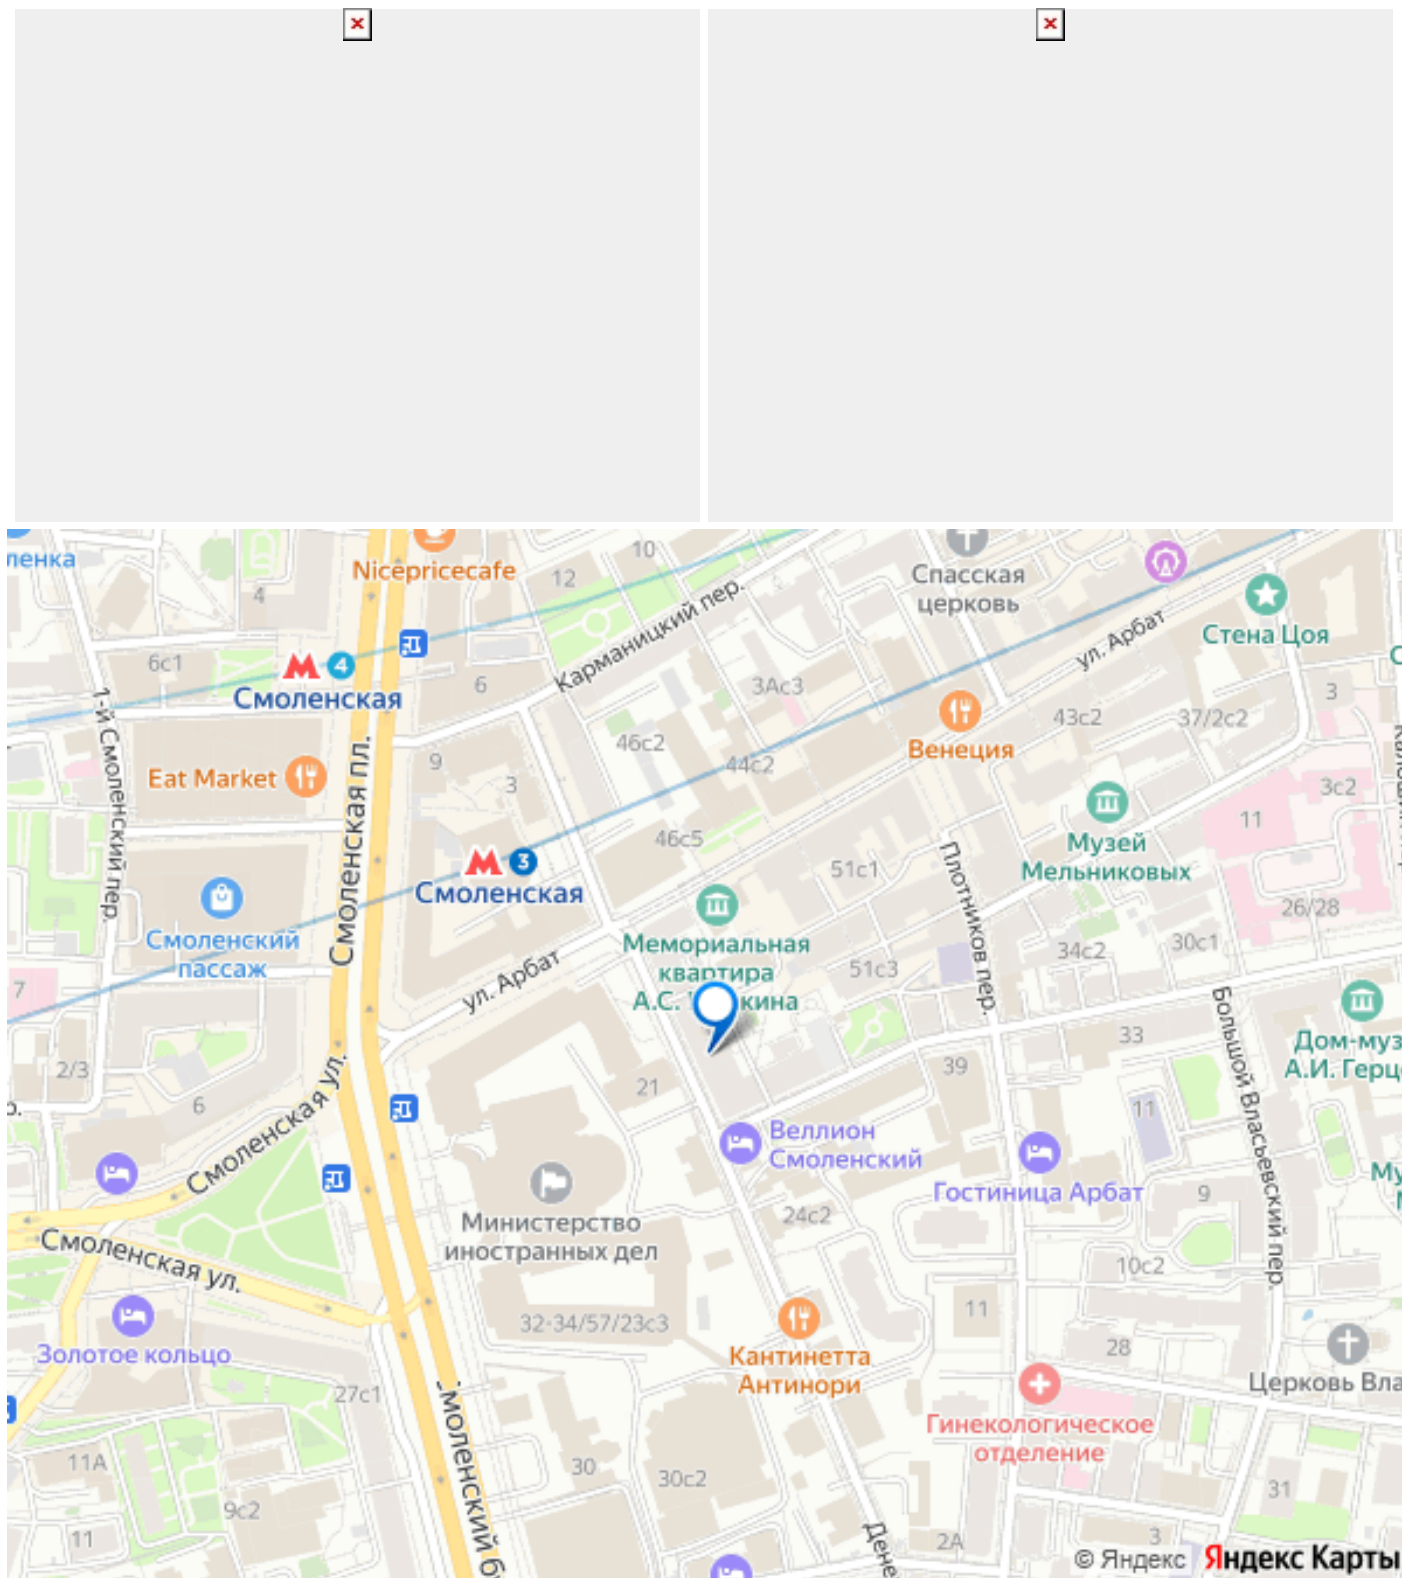 ленка
Nicepricecafe
10
12
4
Спасская
церковь
Карманицкий пер.
ул. Арбат
Стена Цоя
6с1
4
Смоленская
6
3Ас3
3
1-й Смоленский пер.
46с2
43с2
37/2с2
Венеция
Смоленская пл.
9
44с2
Eat Market
3
3с2
11
46с5
Музей
Мельниковых
3
Смоленская
51с1
Плотников пер.
26/28
Смоленский
пассаж
Мемориальная
квартира
34с2
30с1
51с3
ул. Арбат
7
Большой Власьевский пер.
33
Дом-муз
А.И. Герц
2/3
21
39
6
Смоленская ул.
11
Веллион
Смоленский
Гостиница Арбат
9
Министерство
иностранных дел
24с2
Смоленская ул.
10с2
11
32-34/57/23с3
28
Золотое кольцо
Кантинетта
Антинори
Церковь Вла
27с1
Гинекологическое
отделение
моленский б
11А
30
30с2
31
9с2
11
Дене
2А
3
© Яндекс
Яндекс Карты